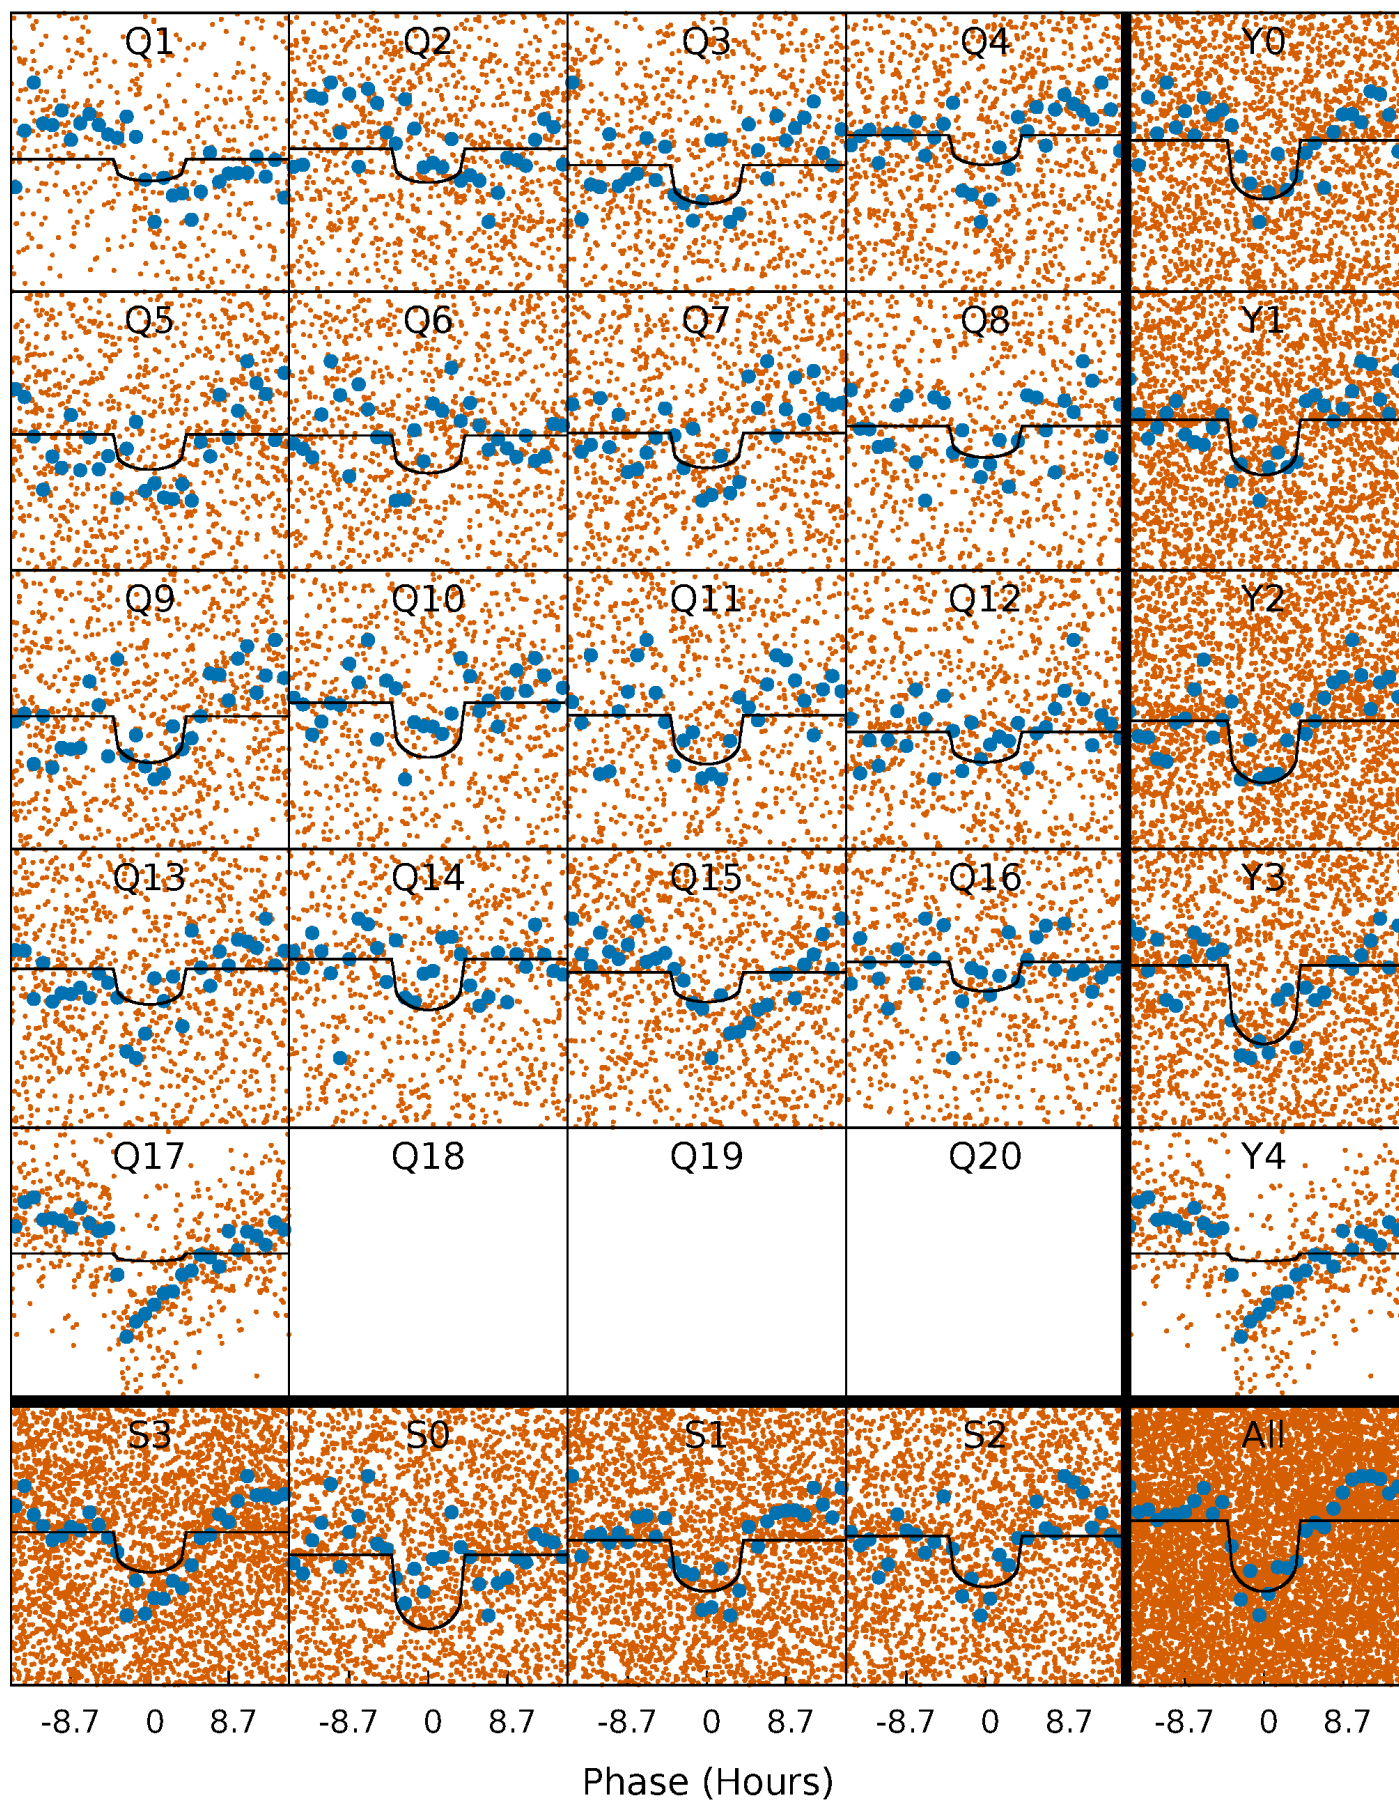 Q1 Q2 Q3 Q4 Y0
Q5 Q6 Q7 Q8 Y1
Q9 Q10 Q11 Q12 Y2
Q13 Q14 Q15 Q16 Y3
Q17 Q18 Q19 Q20 Y4
S3 S0 S1 S2 All
-8.7 0 8.7 -8.7 0 8.7 -8.7 0 8.7 -8.7 0 8.7 -8.7 0 8.7
Phase (Hours)